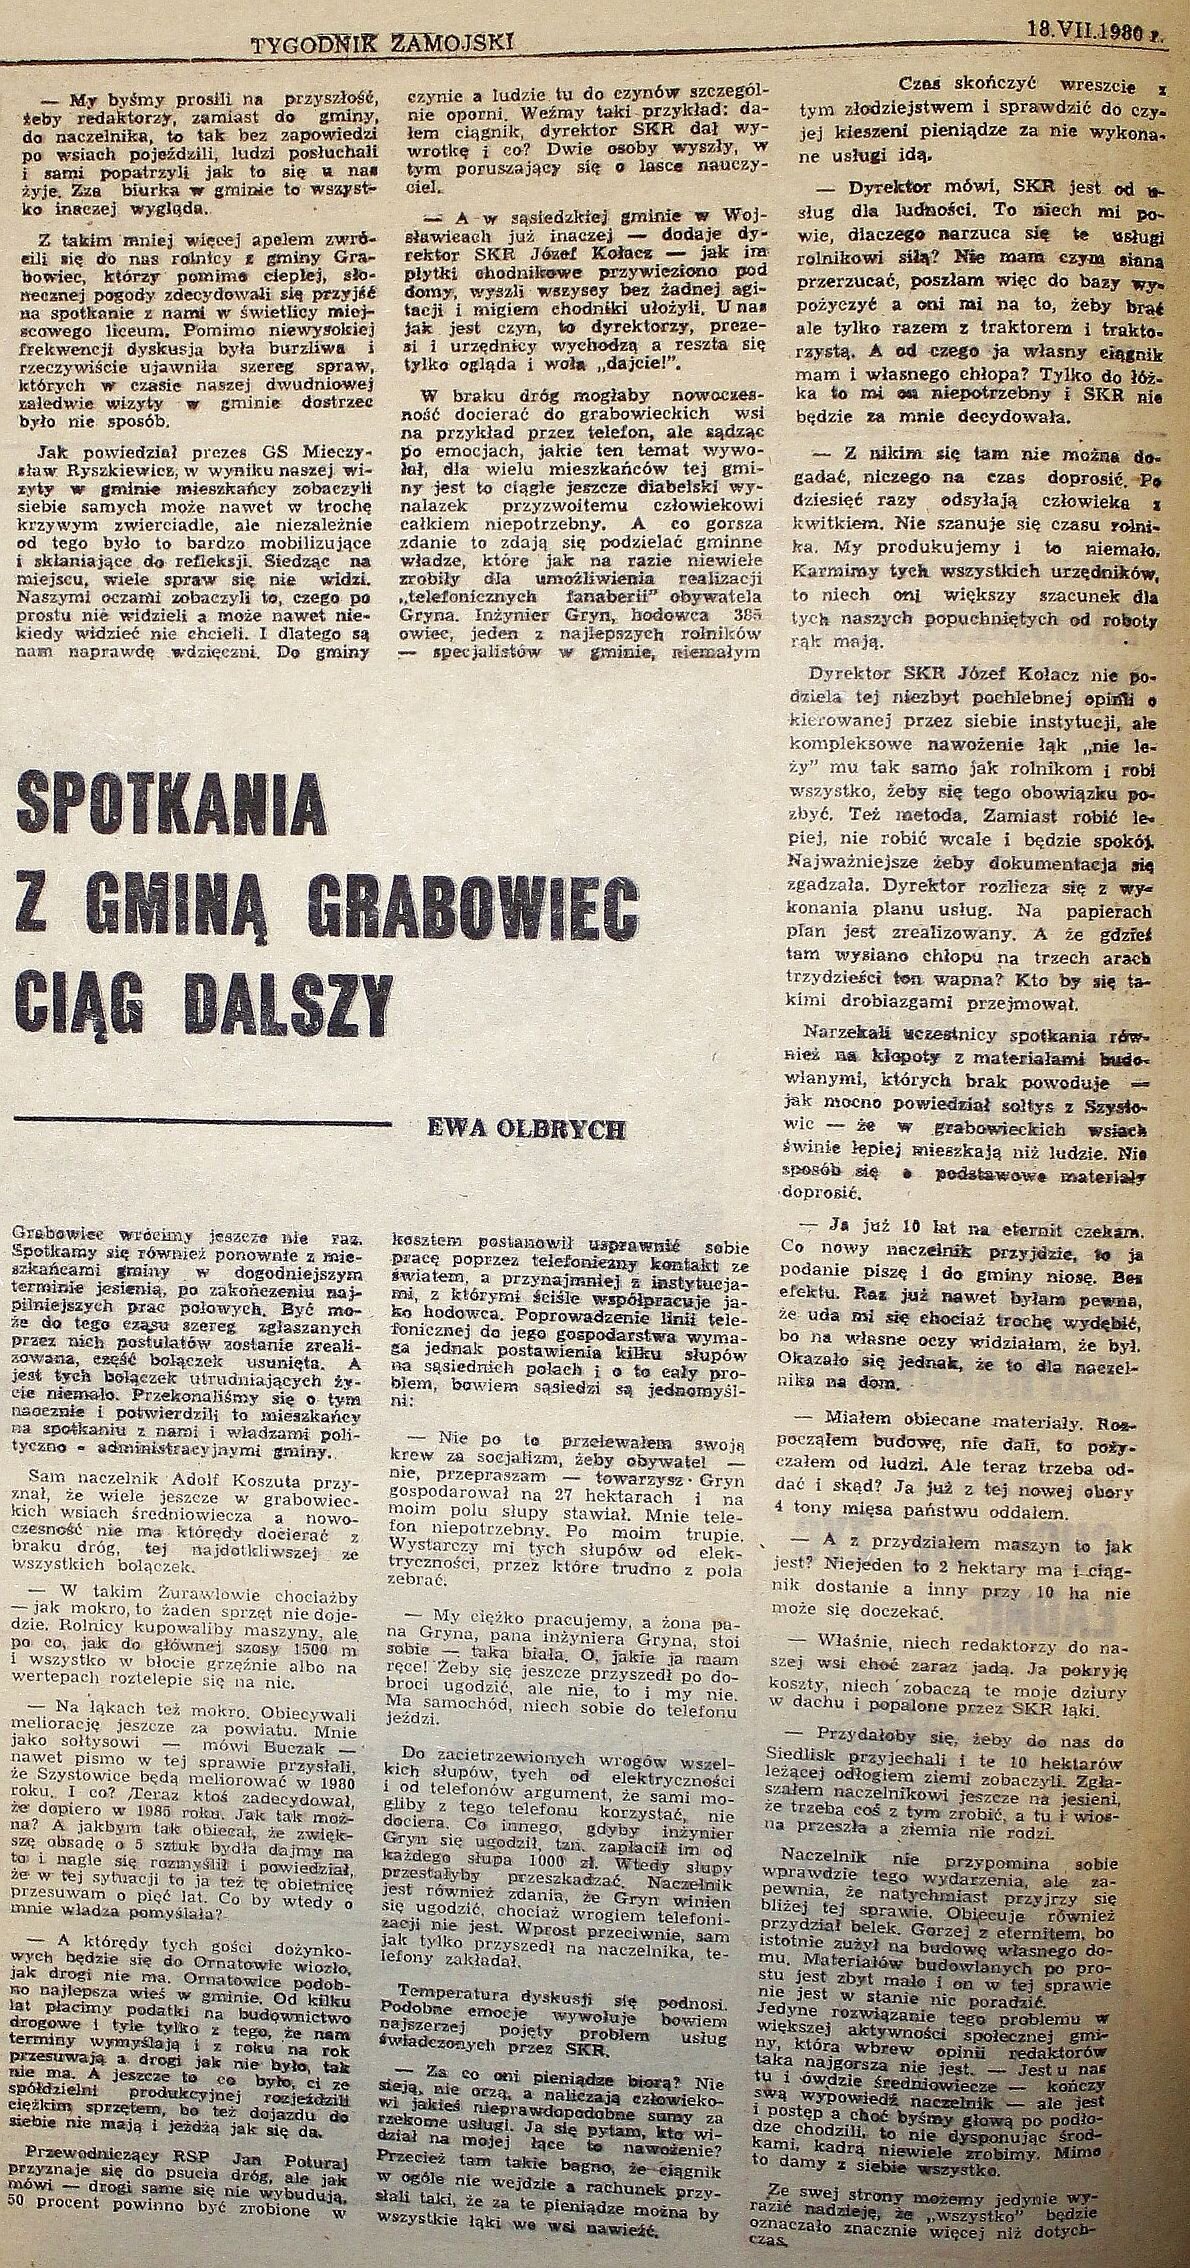 TYGODNIK ZAMOJSKI
18.VII.1980 r.
— My byśmy prosili na przyszłość,
żeby redaktorzy, zamiast do gminy,
do naczelnika, to tak bez zapowiedzi
po wsiach pojeździli, ludzi posłuchali
i sami popatrzyli jak to się u nas
żyje. Zza biurka w gminie to wszyst-
ko inaczej wygląda.
Z takim mniej więcej apelem zwró-
cili się do nas rolnicy z gminy Gra-
bowiec, którzy pomimo ciepłej, sło-
necznej pogody zdecydowali się przyjść
na spotkanie z nami w świetlicy miej-
scowego liceum. Pomimo niewysokiej
frekwencji dyskusja była burzliwa i
rzeczywiście ujawniła szereg spraw,
których w czasie naszej dwudniowej
zaledwie wizyty w gminie dostrzec
było nie sposób.
Jak powiedział prezes GS Mieczy-
sław Ryszkiewicz, w wyniku naszej wi-
zyty w gminie mieszkańcy zobaczyli
siebie samych może nawet w trochę
krzywym zwierciadle, ale niezależnie
od tego było to bardzo mobilizujące
i skłaniające do refleksji. Siedząc na
miejscu, wiele spraw się nie widzi.
Naszymi oczami zobaczyli to, czego po
prostu nie widzieli a może nawet nie-
kiedy widzieć nie chcieli. I dlatego są
nam naprawdę wdzięczni. Do gminy
SPOTKANIA
Z GMINĄ GRABOWIEC
CIĄG DALSZY
EWA OLBRYCH
Grabowiec wrócimy jeszcze nie raz.
Spotkamy się również ponownie z mie-
szkańcami gminy w dogodniejszym
terminie jesienią, po zakończeniu naj-
pilniejszych prac polowych. Być mo-
że do tego czasu szereg zgłaszanych
przez nich postulatów zostanie zreali-
zowana, część bolączek usunięta. A
jest tych bolączek utrudniających ży-
cie niemało. Przekonaliśmy się o tym
naocznie i potwierdzili to mieszkańcy
na spotkaniu z nami i władzami poli-
tyczno - administracyjnymi gminy.
Sam naczelnik Adolf Koszuta przy-
znał, że wiele jeszcze w grabowiec-
kich wsiach średniowiecza a nowo-
czesność nie ma którędy docierać z
braku dróg, tej najdotkliwszej ze
wszystkich bolączek.
— W takim Żurawlowie chociażby
— jak mokro, to żaden sprzęt nie doje-
dzie. Rolnicy kupowaliby maszyny, ale
po co, jak do głównej szosy 1500 m
i wszystko w błocie grzęźnie albo na
wertepach roztelepie się na nic.
— Na łąkach też mokro. Obiecywali
meliorację jeszcze za powiatu. Mnie
jako sołtysowi — mówi Buczak —
nawet pismo w tej sprawie przysłali,
że Szystowice będą meliorować w 1980
roku. I co? Teraz ktoś zadecydował,
że dopiero w 1985 roku. Jak tak moż-
na? A jakbym tak obiecał, że zwięk-
szę obsadę o 5 sztuk bydła dajmy na
to i nagle się rozmyślił i powiedział,
że w tej sytuacji to ja też tę obietnicę
przesuwam o pięć lat. Co by wtedy o
mnie władza pomyślała?
— A którędy tych gości dożynko-
wych będzie się do Ornatowic wiozło,
jak drogi nie ma. Ornatowice podob-
no najlepsza wieś w gminie. Od kilku
lat płacimy podatki na budownictwo
drogowe i tyle tylko z tego, że nam
terminy wymyślają i z roku na rok
przesuwają a drogi jak nie było, tak
nie ma. A jeszcze to co było, ci ze
spółdzielni produkcyjnej rozjeździli
ciężkim sprzętem, bo też dojazdu do
siebie nie mają i jeżdżą jak się da.
Przewodniczący RSP Jan Poturaj
przyznaje się do psucia dróg, ale jak
mówi — drogi same się nie wybudują,
50 procent powinno być zrobione w
czynie a ludzie tu do czynów szczegól-
nie oporni. Weźmy taki przykład: da-
łem ciągnik, dyrektor SKR dał wy-
wrotkę i co? Dwie osoby wyszły, w
tym poruszający się o lasce nauczy-
ciel.
— A w sąsiedzkiej gminie w Woj-
sławicach już inaczej — dodaje dy-
rektor SKR Józef Kołacz — jak im
płytki chodnikowe przywieziono pod
domy, wyszli wszyscy bez żadnej agi-
tacji i migiem chodniki ułożyli. U nas
jak jest czyn, to dyrektorzy, preze-
si i urzędnicy wychodzą a reszta się
tylko ogląda i woła „dajcie!”.
W braku dróg mogłaby nowoczes-
ność docierać do grabowieckich wsi
na przykład przez telefon, ale sądząc
po emocjach, jakie ten temat wywo-
łał, dla wielu mieszkańców tej gmi-
ny jest to ciągle jeszcze diabelski wy-
nalazek przyzwoitemu człowiekowi
całkiem niepotrzebny. A co gorsza
zdanie to zdają się podzielać gminne
władze, które jak na razie niewiele
zrobiły dla umożliwienia realizacji
„telefonicznych fanaberii” obywatela
Gryna. Inżynier Gryn, hodowca 385
owiec, jeden z najlepszych rolników
— specjalistów w gminie, niemałym
kosztem postanowił usprawnić sobie
pracę poprzez telefoniczny kontakt ze
światem, a przynajmniej z instytucja-
mi, z którymi ściśle współpracuje ja-
ko hodowca. Poprowadzenie linii tele-
fonicznej do jego gospodarstwa wyma-
ga jednak postawienia kilku słupów
na sąsiednich polach i o to cały pro-
blem, bowiem sąsiedzi są jednomyśl-
ni:
— Nie po to przelewałem swoją
krew za socjalizm, żeby obywatel —
nie, przepraszam — towarzysz Gryn
gospodarował na 27 hektarach i na
moim polu słupy stawiał. Mnie tele-
fon niepotrzebny. Po moim trupie.
Wystarczy mi tych słupów od elek-
tryczności, przez które trudno z pola
zebrać.
— My ciężko pracujemy, a żona pa-
na Gryna, pana inżyniera Gryna, stoi
sobie — taka biała. O, jakie ja mam
ręce! Żeby się jeszcze przyszedł po do-
broci ugodzić, ale nie, to i my nie.
Ma samochód, niech sobie do telefonu
jeździ.
Do zacietrzewionych wrogów wszel-
kich słupów, tych od elektryczności
i od telefonów argument, że sami mo-
gliby z tego telefonu korzystać, nie
dociera. Co innego, gdyby inżynier
Gryn się ugodził, tzn. zapłacił im od
każdego słupa 1000 zł. Wtedy słupy
przestałyby przeszkadzać. Naczelnik
jest również zdania, że Gryn winien
się ugodzić, chociaż wrogiem telefoni-
zacji nie jest. Wprost przeciwnie, sam
jak tylko przyszedł na naczelnika, te-
lefony zakładał.
Temperatura dyskusji się podnosi.
Podobne emocje wywołuje bowiem
najszerzej pojęty problem usług
świadczonych przez SKR.
— Za co oni pieniądze biorą? Nie
sieją, nie orzą, a naliczają człowieko-
wi jakieś nieprawdopodobne sumy za
rzekome usługi. Ja się pytam, kto wi-
dział na mojej łące to nawożenie?
Przecież tam takie bagno, że ciągnik
w ogóle nie wejdzie a rachunek przy-
słali taki, że za te pieniądze można by
wszystkie łąki we wsi nawieźć.
Czas skończyć wreszcie z
tym złodziejstwem i sprawdzić do czy-
jej kieszeni pieniądze za nie wykona-
ne usługi idą.
— Dyrektor mówi, SKR jest od u-
sług dla ludności. To niech mi po-
wie, dlaczego narzuca się te usługi
rolnikowi siłą? Nie mam czym siana
przerzucać, poszłam więc do bazy wy-
pożyczyć a oni mi na to, żeby brać
ale tylko razem z traktorem i trakto-
rzystą. A od czego ja własny ciągnik
mam i własnego chłopa? Tylko do łóż-
ka to mi on niepotrzebny i SKR nie
będzie za mnie decydowała.
— Z nikim się tam nie można do-
gadać, niczego na czas doprosić. Po
dziesięć razy odsyłają człowieka z
kwitkiem. Nie szanuje się czasu rolni-
ka. My produkujemy i to niemało.
Karmimy tych wszystkich urzędników,
to niech oni większy szacunek dla
tych naszych popuchniętych od roboty
rąk mają.
Dyrektor SKR Józef Kołacz nie po-
dziela tej niezbyt pochlebnej opinii o
kierowanej przez siebie instytucji, ale
kompleksowe nawożenie łąk „nie le-
ży” mu tak samo jak rolnikom i robi
wszystko, żeby się tego obowiązku po-
zbyć. Też metoda. Zamiast robić le-
piej, nie robić wcale i będzie spokój.
Najważniejsze żeby dokumentacja się
zgadzała. Dyrektor rozlicza się z wy-
konania planu usług. Na papierach
plan jest zrealizowany. A że gdzieś
tam wysiano chłopu na trzech arach
trzydzieści ton wapna? Kto by się ta-
kimi drobiazgami przejmował.
Narzekali uczestnicy spotkania rów-
nież na kłopoty z materiałami budo-
wlanymi, których brak powoduje —
jak mocno powiedział sołtys z Szysto-
wic — że w grabowieckich wsiach
świnie lepiej mieszkają niż ludzie. Nie
sposób się o podstawowe materiały
doprosić.
— Ja już 10 lat na eternit czekam.
Co nowy naczelnik przyjdzie, to ja
podanie piszę i do gminy niosę. Bez
efektu. Raz już nawet byłam pewna,
że uda mi się chociaż trochę wydębić,
bo na własne oczy widziałam, że był.
Okazało się jednak, że to dla naczel-
nika na dom.
— Miałem obiecane materiały. Roz-
począłem budowę, nie dali, to poży-
czałem od ludzi. Ale teraz trzeba od-
dać i skąd? Ja już z tej nowej obory
4 tony mięsa państwu oddałem.
— A z przydziałem maszyn to jak
jest? Niejeden to 2 hektary ma i ciąg-
nik dostanie a inny przy 10 ha nie
może się doczekać.
— Właśnie, niech redaktorzy do na-
szej wsi choć zaraz jadą. Ja pokryję
koszty, niech zobaczą te moje dziury
w dachu i popalone przez SKR łąki.
— Przydałoby się, żeby do nas do
Siedlisk przyjechali i te 10 hektarów
leżącej odłogiem ziemi zobaczyli. Zgła-
szałem naczelnikowi jeszcze na jesieni,
że trzeba coś z tym zrobić, a tu i wios-
na przeszła a ziemia nie rodzi.
Naczelnik nie przypomina sobie
wprawdzie tego wydarzenia, ale za-
pewnia, że natychmiast przyjrzy się
bliżej tej sprawie. Obiecuje również
przydział belek. Gorzej z eternitem, bo
istotnie zużył na budowę własnego do-
mu. Materiałów budowlanych po pro-
stu jest zbyt mało i on w tej sprawie
nie jest w stanie nic poradzić.
Jedyne rozwiązanie tego problemu w
większej aktywności społecznej gmi-
ny, która wbrew opinii redaktorów
taka najgorsza nie jest. — Jest u nas
tu i ówdzie średniowiecze — kończy
swą wypowiedź naczelnik — ale jest
i postęp a choć byśmy głową po podło-
dze chodzili, to nie dysponując środ-
kami, kadrą niewiele zrobimy. Mimo
to damy z siebie wszystko.
Ze swej strony możemy jedynie wy-
razić nadzieję, że „wszystko” będzie
oznaczało znacznie więcej niż dotych-
czas.